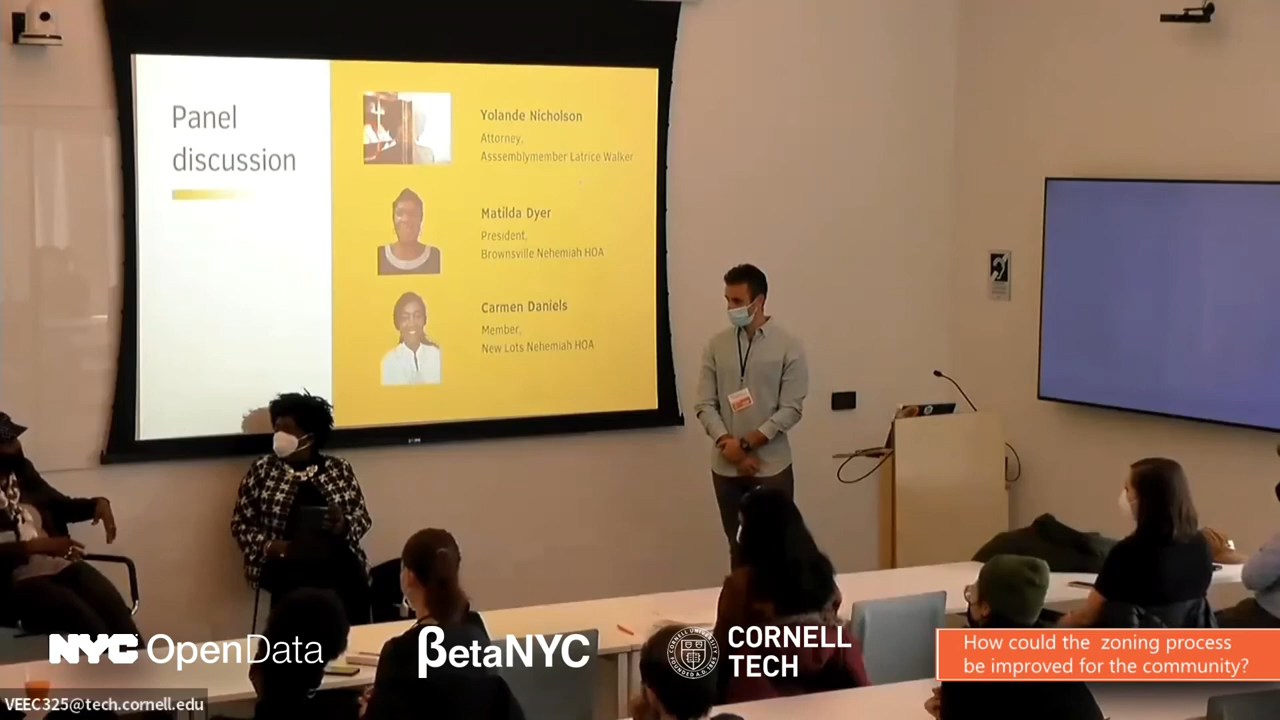 Panel
discussion
Yolande Nicholson
Attorney,
Asssemblymember Latrice Walker
Matilda Dyer
President,
Brownsville Nehemiah HOA
Carmen Daniels
Member,
New Lots Nehemiah HOA
NYC OpenData
βetaNYC
CORNELL
TECH
How could the zoning process
be improved for the community?
VEEC325@tech.cornell.edu